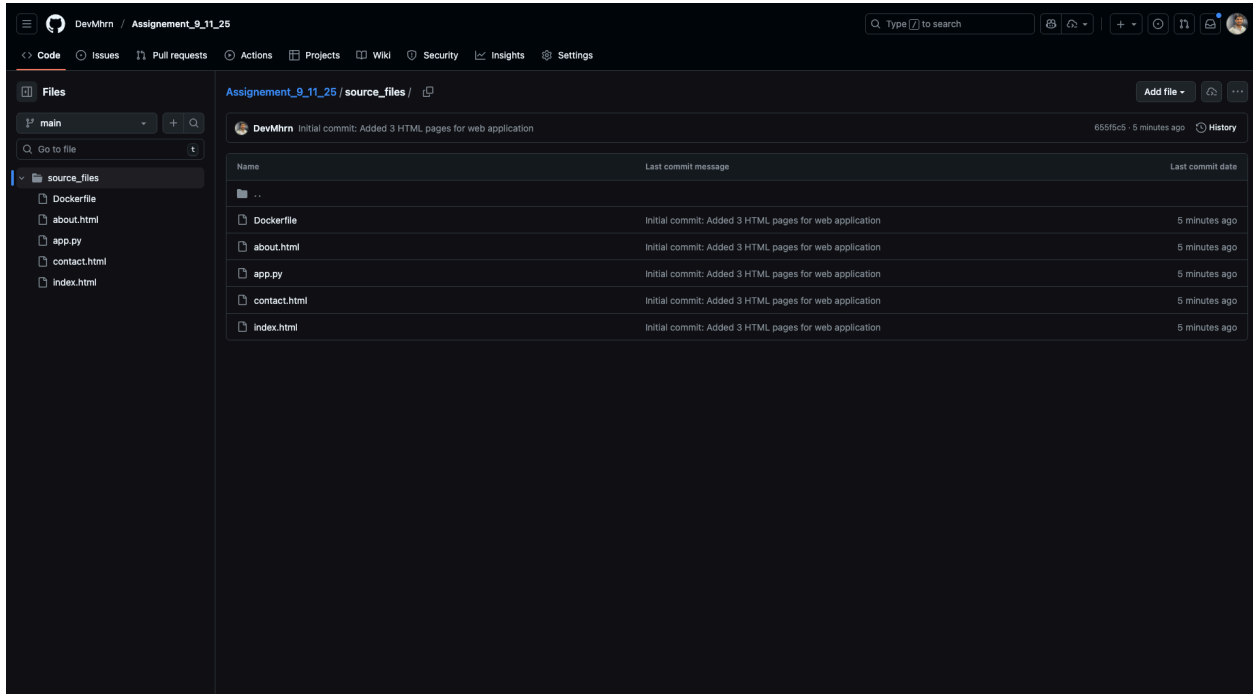 DevMhrn / Assignement_9_11_25
Type / to search
Code Issues Pull requests Actions Projects Wiki Security Insights Settings
Files
main
Go to file t
source_files
Dockerfile
about.html
app.py
contact.html
index.html
Assignement_9_11_25 / source_files /
Add file
DevMhrn Initial commit: Added 3 HTML pages for web application 655f5c5 · 5 minutes ago History
Name Last commit message Last commit date
..
Dockerfile Initial commit: Added 3 HTML pages for web application 5 minutes ago
about.html Initial commit: Added 3 HTML pages for web application 5 minutes ago
app.py Initial commit: Added 3 HTML pages for web application 5 minutes ago
contact.html Initial commit: Added 3 HTML pages for web application 5 minutes ago
index.html Initial commit: Added 3 HTML pages for web application 5 minutes ago